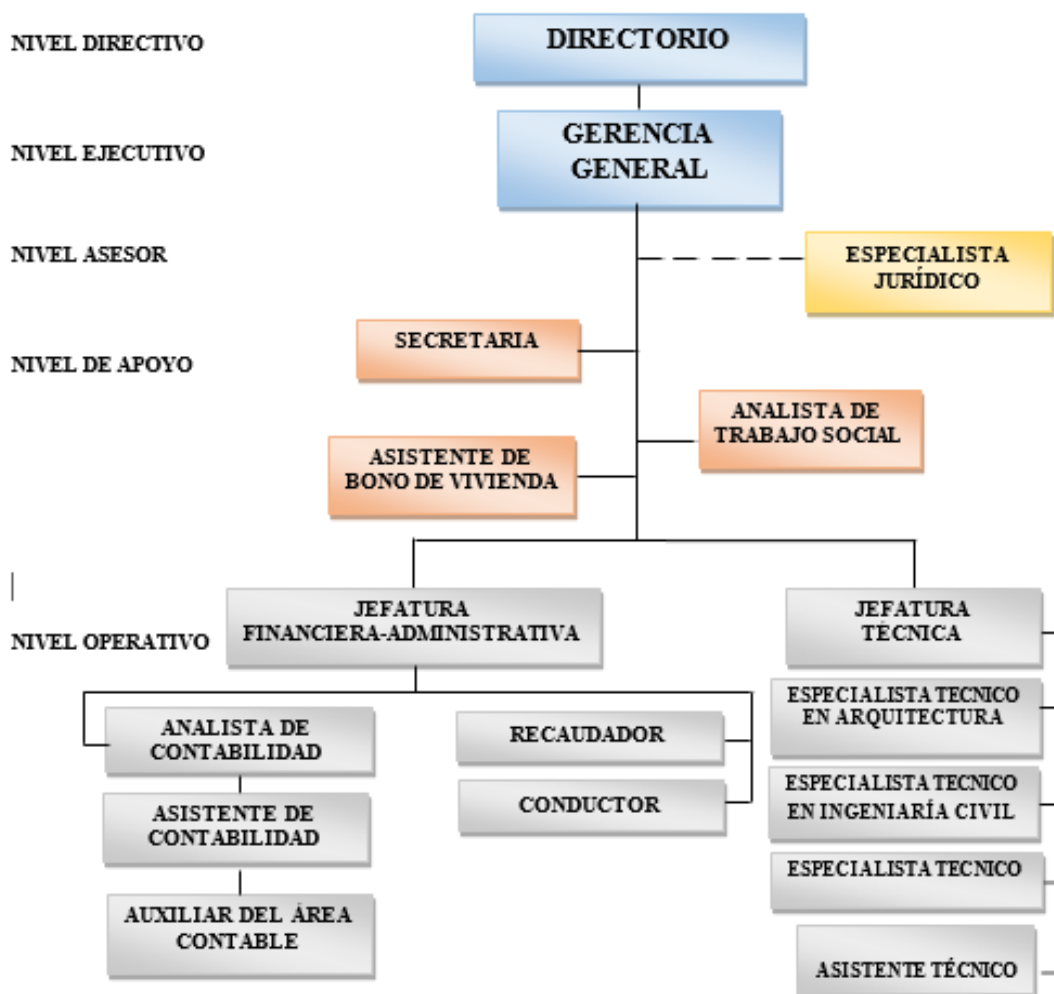 NIVEL DIRECTIVO
DIRECTORIO
NIVEL EJECUTIVO
GERENCIA
GENERAL
NIVEL ASESOR
ESPECIALISTA
JURÍDICO
NIVEL DE APOYO
SECRETARIA
ANALISTA DE
TRABAJO SOCIAL
ASISTENTE DE
BONO DE VIVIENDA
NIVEL OPERATIVO
JEFATURA
FINANCIERA-ADMINISTRATIVA
JEFATURA
TÉCNICA
ANALISTA DE
CONTABILIDAD
ASISTENTE DE
CONTABILIDAD
AUXILIAR DEL ÁREA
CONTABLE
RECAUDADOR
CONDUCTOR
ESPECIALISTA TECNICO
EN ARQUITECTURA
ESPECIALISTA TECNICO
EN INGENIARÍA CIVIL
ESPECIALISTA TECNICO
ASISTENTE TÉCNICO